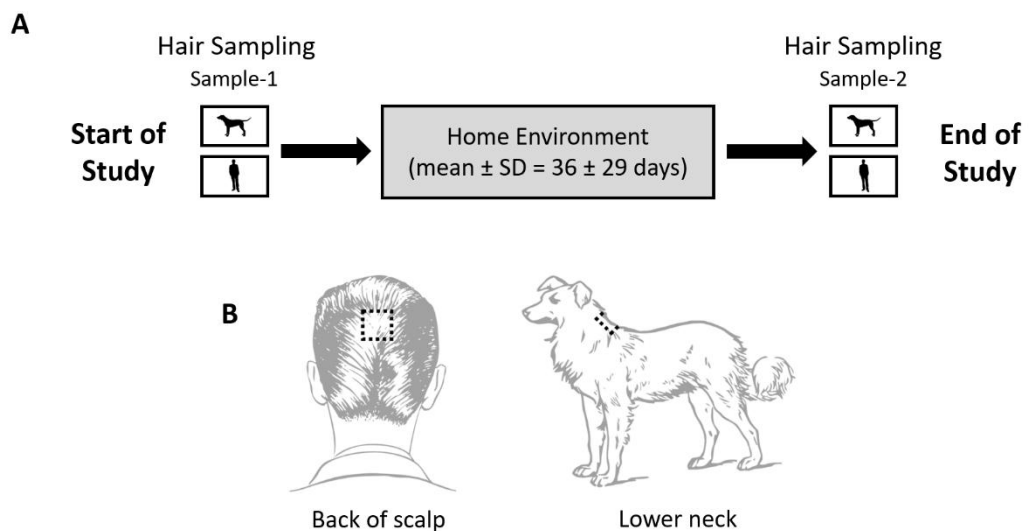 A
Hair Sampling
Sample-1
Start of
Study
Home Environment
(mean ± SD = 36 ± 29 days)
Hair Sampling
Sample-2
End of
Study
B
Back of scalp
Lower neck